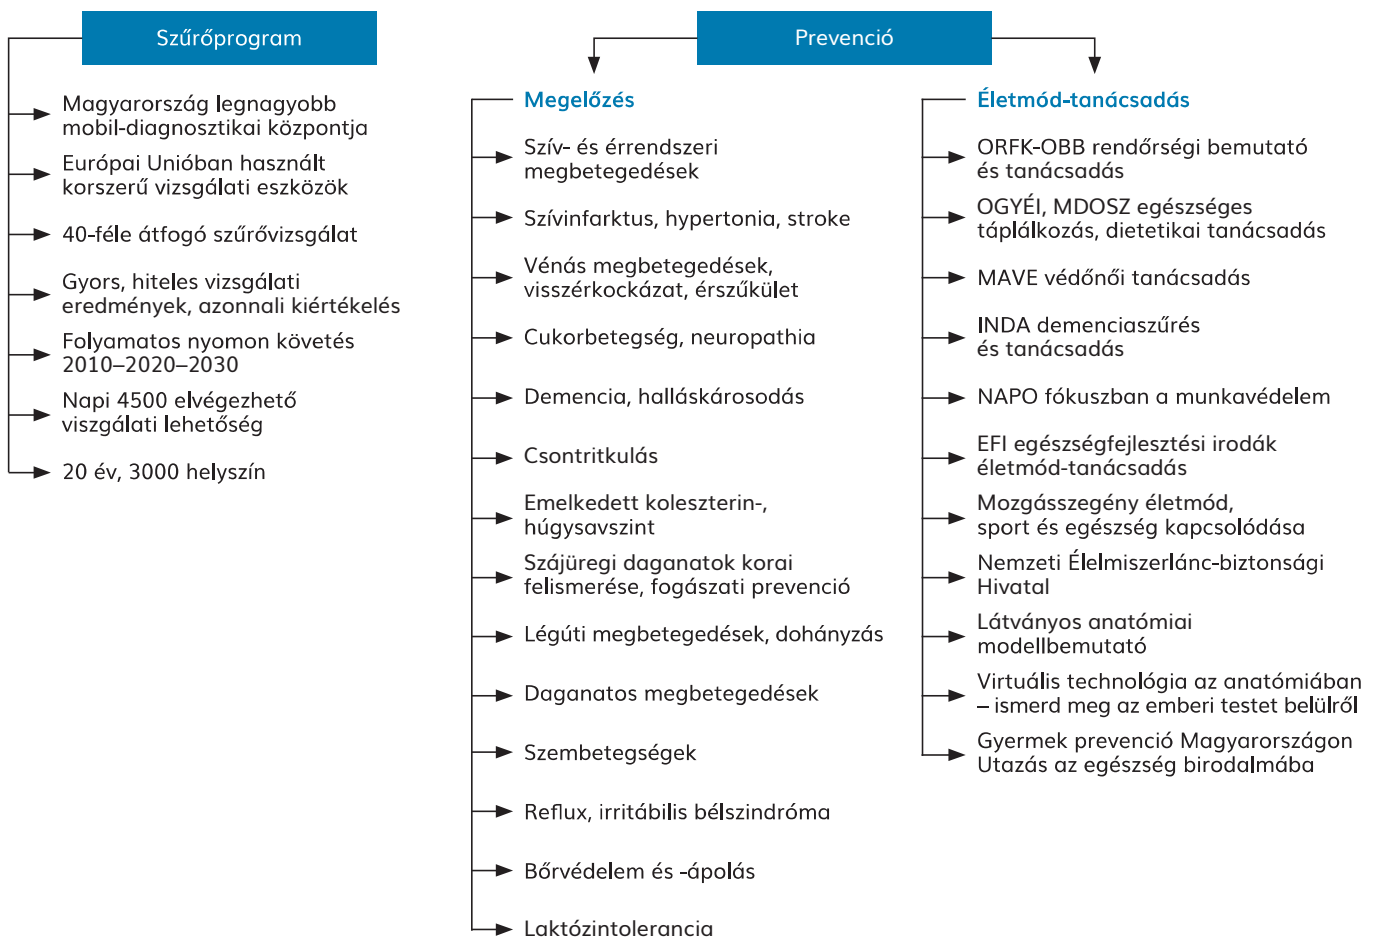 Szűrőprogram
Magyarország legnagyobb
mobil-diagnosztikai központja
Európai Unióban használt
korszerű vizsgálati eszközök
40-féle átfogó szűrővizsgálat
Gyors, hiteles vizsgálati
eredmények, azonnali kiértékelés
Folyamatos nyomon követés
2010–2020–2030
Napi 4500 elvégezhető
viszgálati lehetőség
20 év, 3000 helyszín
Prevenció
Megelőzés
Szív- és érrendszeri
megbetegedések
Szívinfarktus, hypertonia, stroke
Vénás megbetegedések,
visszérkockázat, érszűkület
Cukorbetegség, neuropathia
Demencia, halláskárosodás
Csontritkulás
Emelkedett koleszterin-,
húgysavszint
Szájüregi daganatok korai
felismerése, fogászati prevenció
Légúti megbetegedések, dohányzás
Daganatos megbetegedések
Szembetegségek
Reflux, irritábilis bélszindróma
Bőrvédelem és -ápolás
Laktózintolerancia
Életmód-tanácsadás
ORFK-OBB rendőrségi bemutató
és tanácsadás
OGYÉI, MDOSZ egészséges
táplálkozás, dietetikai tanácsadás
MAVE védőnői tanácsadás
INDA demenciaszűrés
és tanácsadás
NAPO fókuszban a munkavédelem
EFI egészségfejlesztési irodák
életmód-tanácsadás
Mozgásszegény életmód,
sport és egészség kapcsolódása
Nemzeti Élelmiszerlánc-biztonsági
Hivatal
Látványos anatómiai
modellbemutató
Virtuális technológia az anatómiában
– ismerd meg az emberi testet belülről
Gyermek prevenció Magyarországon
Utazás az egészség birodalmába